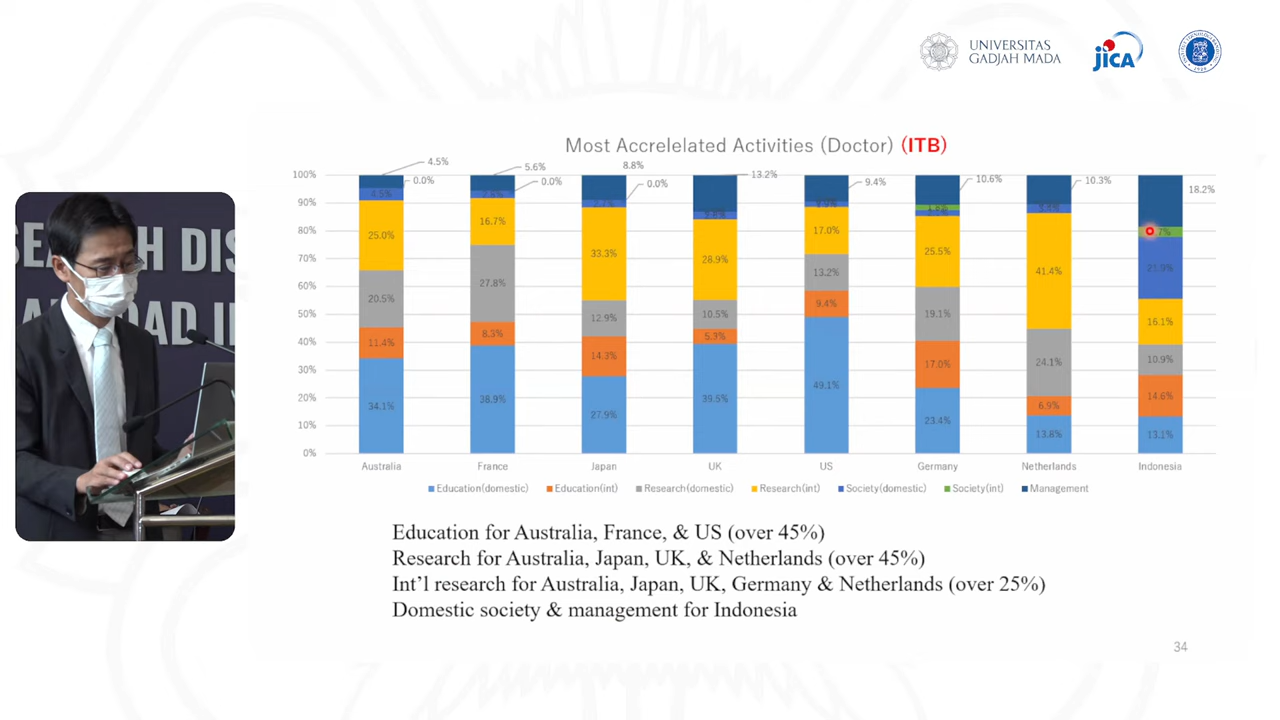 UNIVERSITAS
GADJAH MADA
JICA
SEARCH DIS
Most Accrelelated Activities (Doctor) (ITB)
100%
90%
80%
70%
60%
50%
40%
30%
20%
10%
0%
4.5% 0.0% 5.6% 0.0% 8.8% 0.0% 13.2% 9.4% 10.6% 10.3% 18.2%
4.5%
21.9%
25.0% 16.7% 33.3% 28.9% 17.0% 25.5% 41.4% 16.1%
20.5% 27.8% 12.9% 10.5% 13.2% 19.1% 24.1% 10.9%
11.4% 8.3% 14.3% 5.3% 9.4% 17.0% 6.9% 14.6%
34.1% 38.9% 27.9% 39.5% 49.1% 23.4% 13.8% 13.1%
Australia France Japan UK US Germany Netherlands Indonesia
Education(domestic) Education(int) Research(domestic) Research(int) Society(domestic) Society(int) Management
Education for Australia, France, & US (over 45%)
Research for Australia, Japan, UK, & Netherlands (over 45%)
Int'l research for Australia, Japan, UK, Germany & Netherlands (over 25%)
Domestic society & management for Indonesia
34